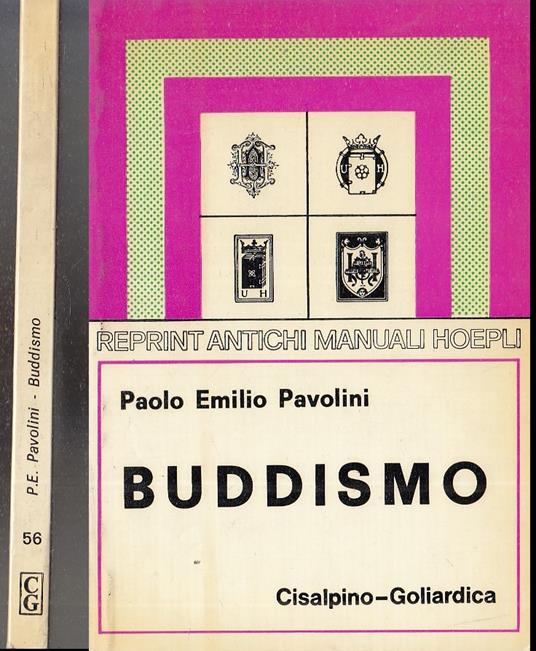 P.E. Pavolini - Buddismo
56
CG
U H
U H
REPRINT ANTICHI MANUALI HOEPLI
Paolo Emilio Pavolini
BUDDISMO
Cisalpino-Goliardica